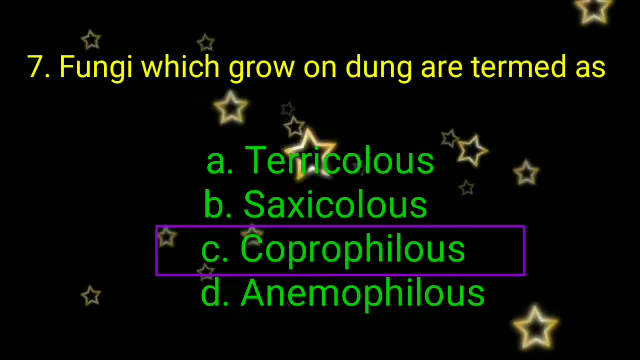 7. Fungi which grow on dung are termed as
a. Terricolous
b. Saxicolous
c. Coprophilous
d. Anemophilous